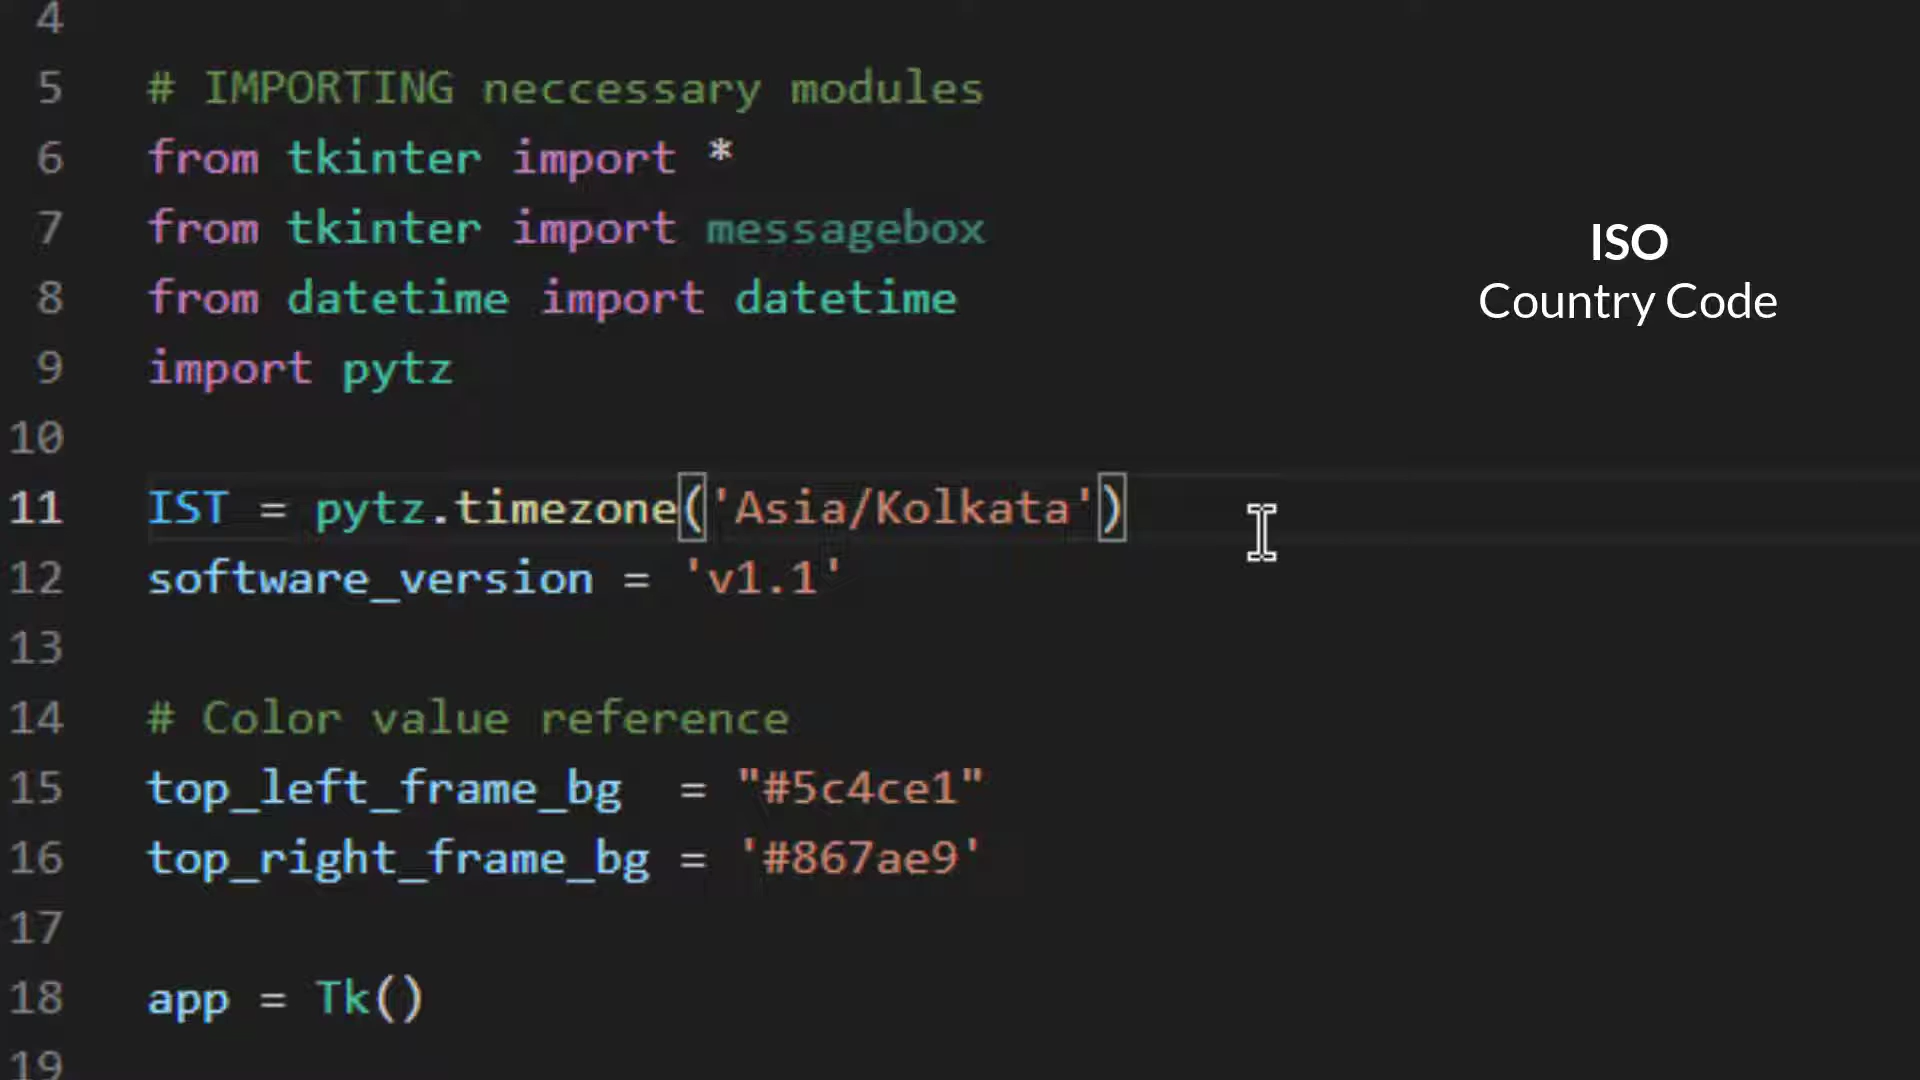 4
5 # IMPORTING neccessary modules
6 from tkinter import *
7 from tkinter import messagebox
8 from datetime import datetime
9 import pytz
10
11 IST = pytz.timezone('Asia/Kolkata')
12 software_version = 'v1.1'
13
14 # Color value reference
15 top_left_frame_bg  = "#5c4ce1"
16 top_right_frame_bg = '#867ae9'
17
18 app = Tk()
19
ISO
Country Code